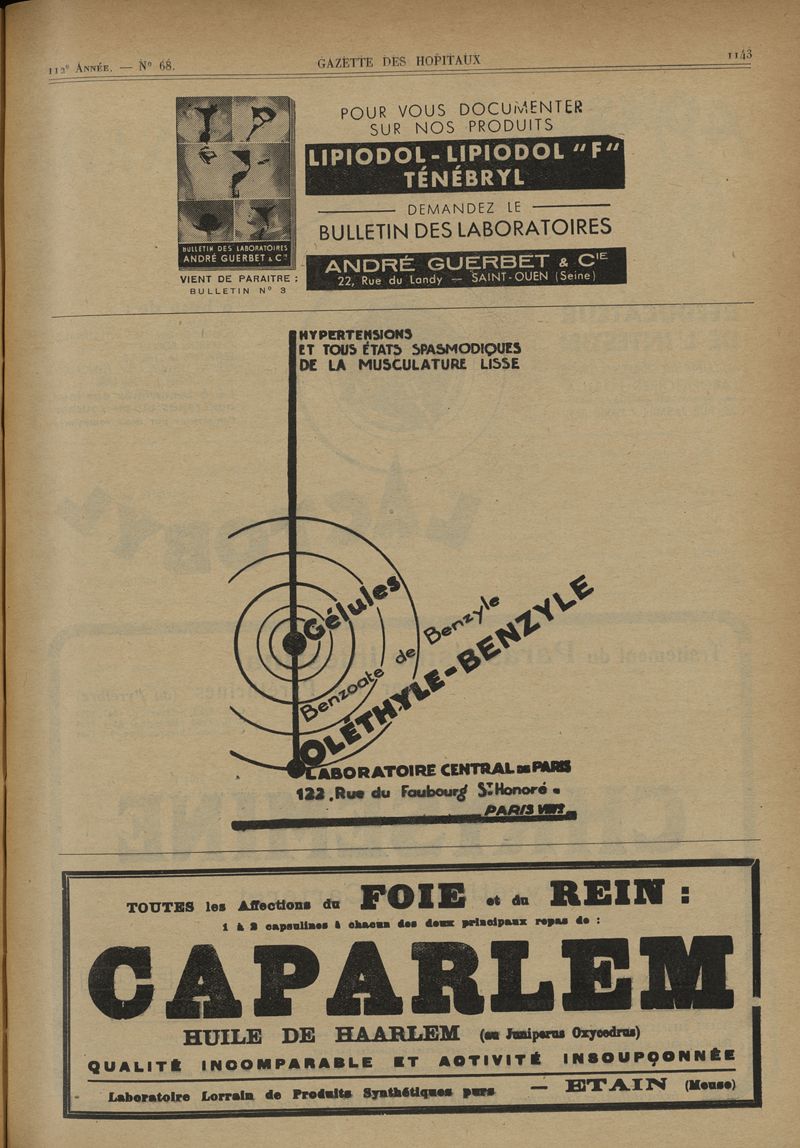 112e ANNÉE. — No 68.
GAZETTE DES HOPITAUX
1143
BULLETIN DES LABORATOIRES
ANDRÉ GUERBET & Cie
VIENT DE PARAITRE :
BULLETIN No 3
POUR VOUS DOCUMENTER
SUR NOS PRODUITS
LIPIODOL - LIPIODOL "F"
TÉNÉBRYL
DEMANDEZ LE
BULLETIN DES LABORATOIRES
ANDRÉ GUERBET & CIE
22, Rue du Landy — SAINT-OUEN (Seine)
HYPERTENSIONS
ET TOUS ÉTATS SPASMODIQUES
DE LA MUSCULATURE LISSE
Gélules
Benzoate de Benzyle
OLÉTHYLE-BENZYLE
LABORATOIRE CENTRAL DE PARIS
122, Rue du Faubourg St Honoré
PARIS VIIIe
TOUTES les Affections du FOIE et du REIN :
1 à 2 capsulines à chacun des deux principaux repas de :
CAPARLEM
HUILE DE HAARLEM (au Juniperus Oxycedrus)
QUALITÉ INCOMPARABLE ET ACTIVITÉ INSOUPÇONNÉE
Laboratoire Lorrain de Produits Synthétiques purs — ETAIN (Meuse)